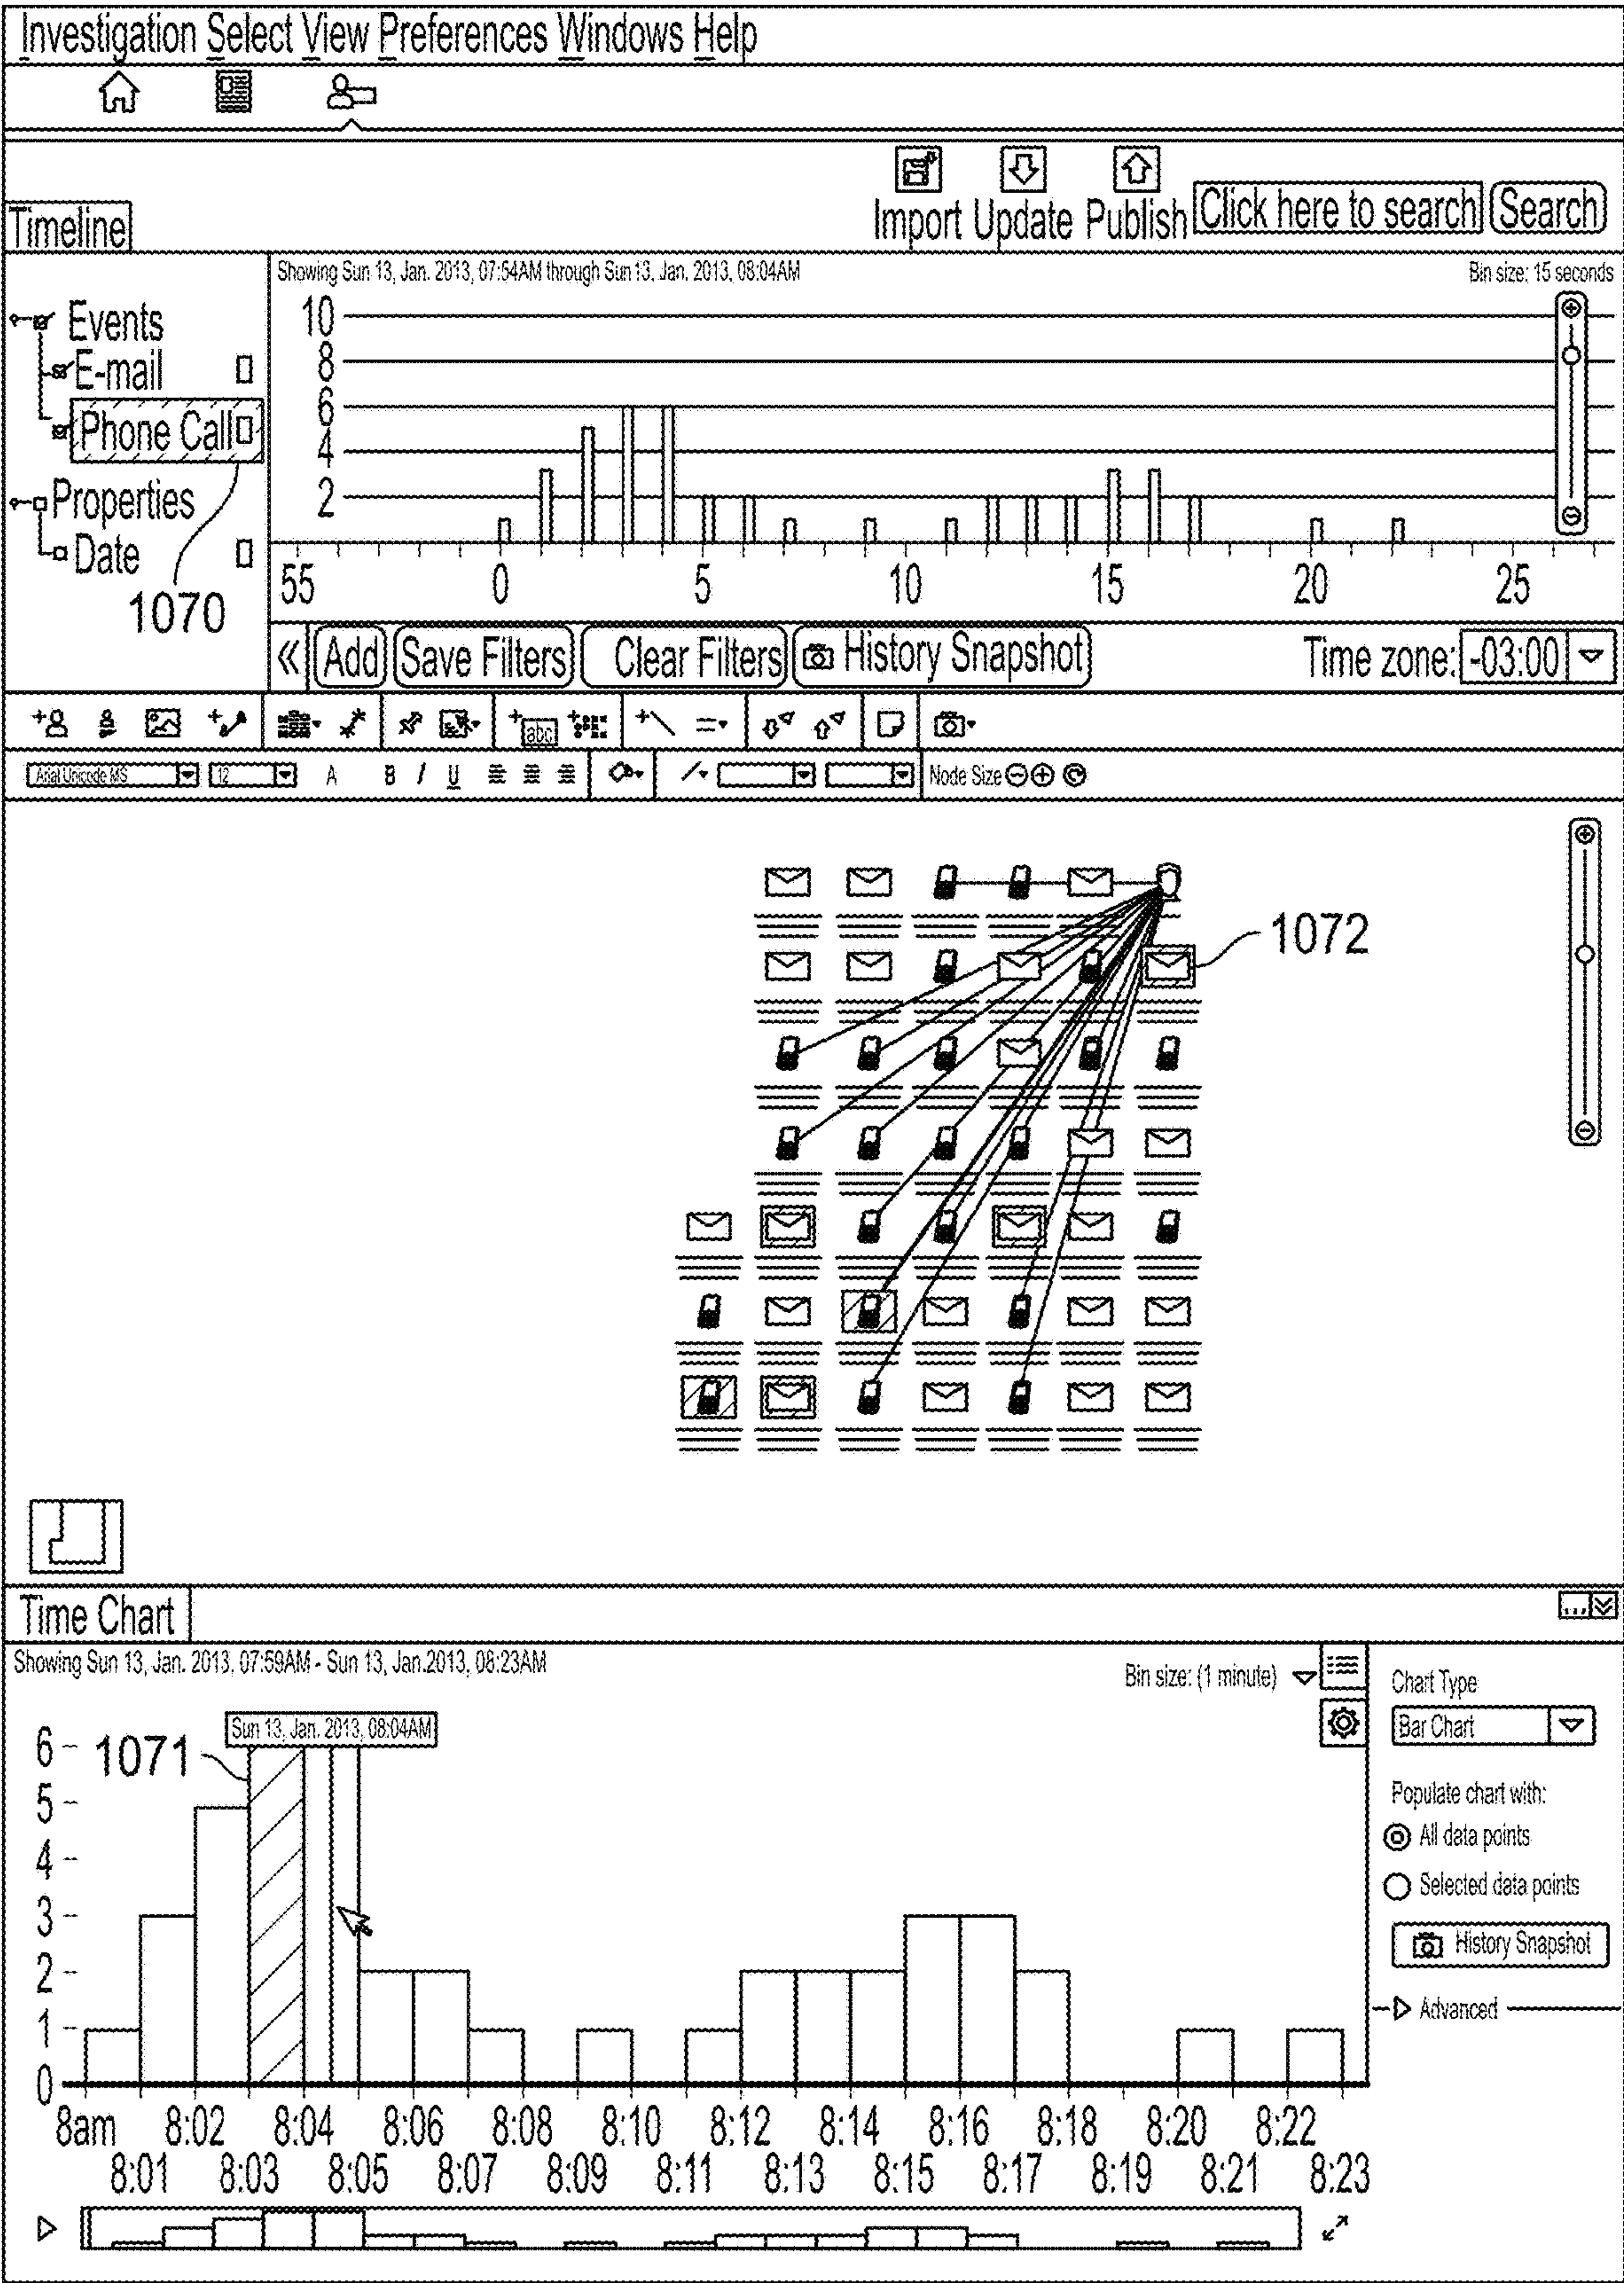 Investigation Select View Preferences Windows Help
Import Update Publish Click here to search Search
Timeline
Showing Sun 13, Jan. 2013, 07:54AM through Sun 13, Jan. 2013, 08:04AM
Bin size: 15 seconds
Events
E-mail
Phone Call
Properties
Date
1070
10
8
6
4
2
55 0 5 10 15 20 25
« Add Save Filters Clear Filters History Snapshot Time zone: -03:00
abc
Arial Unicode MS 12 A B I U Node Size
1072
Time Chart
...
Showing Sun 13, Jan. 2013, 07:59AM - Sun 13, Jan.2013, 08:23AM
Bin size: (1 minute)
Chart Type
Bar Chart
Populate chart with:
All data points
Selected data points
History Snapshot
Advanced
Sun 13, Jan. 2013, 08:04AM
1071
6
5
4
3
2
1
0
8am 8:02 8:04 8:06 8:08 8:10 8:12 8:14 8:16 8:18 8:20 8:22
8:01 8:03 8:05 8:07 8:09 8:11 8:13 8:15 8:17 8:19 8:21 8:23